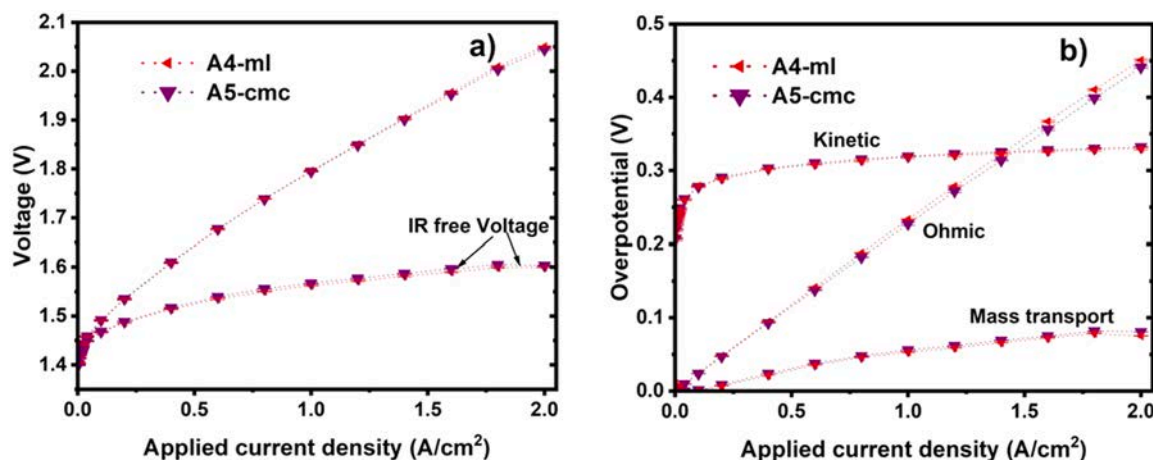 a)
A4-ml
A5-cmc
IR free Voltage
Voltage (V)
2.1
2.0
1.9
1.8
1.7
1.6
1.5
1.4
0.0 0.5 1.0 1.5 2.0
Applied current density (A/cm²)
b)
A4-ml
A5-cmc
Kinetic
Ohmic
Mass transport
Overpotential (V)
0.5
0.4
0.3
0.2
0.1
0.0
0.0 0.5 1.0 1.5 2.0
Applied current density (A/cm²)